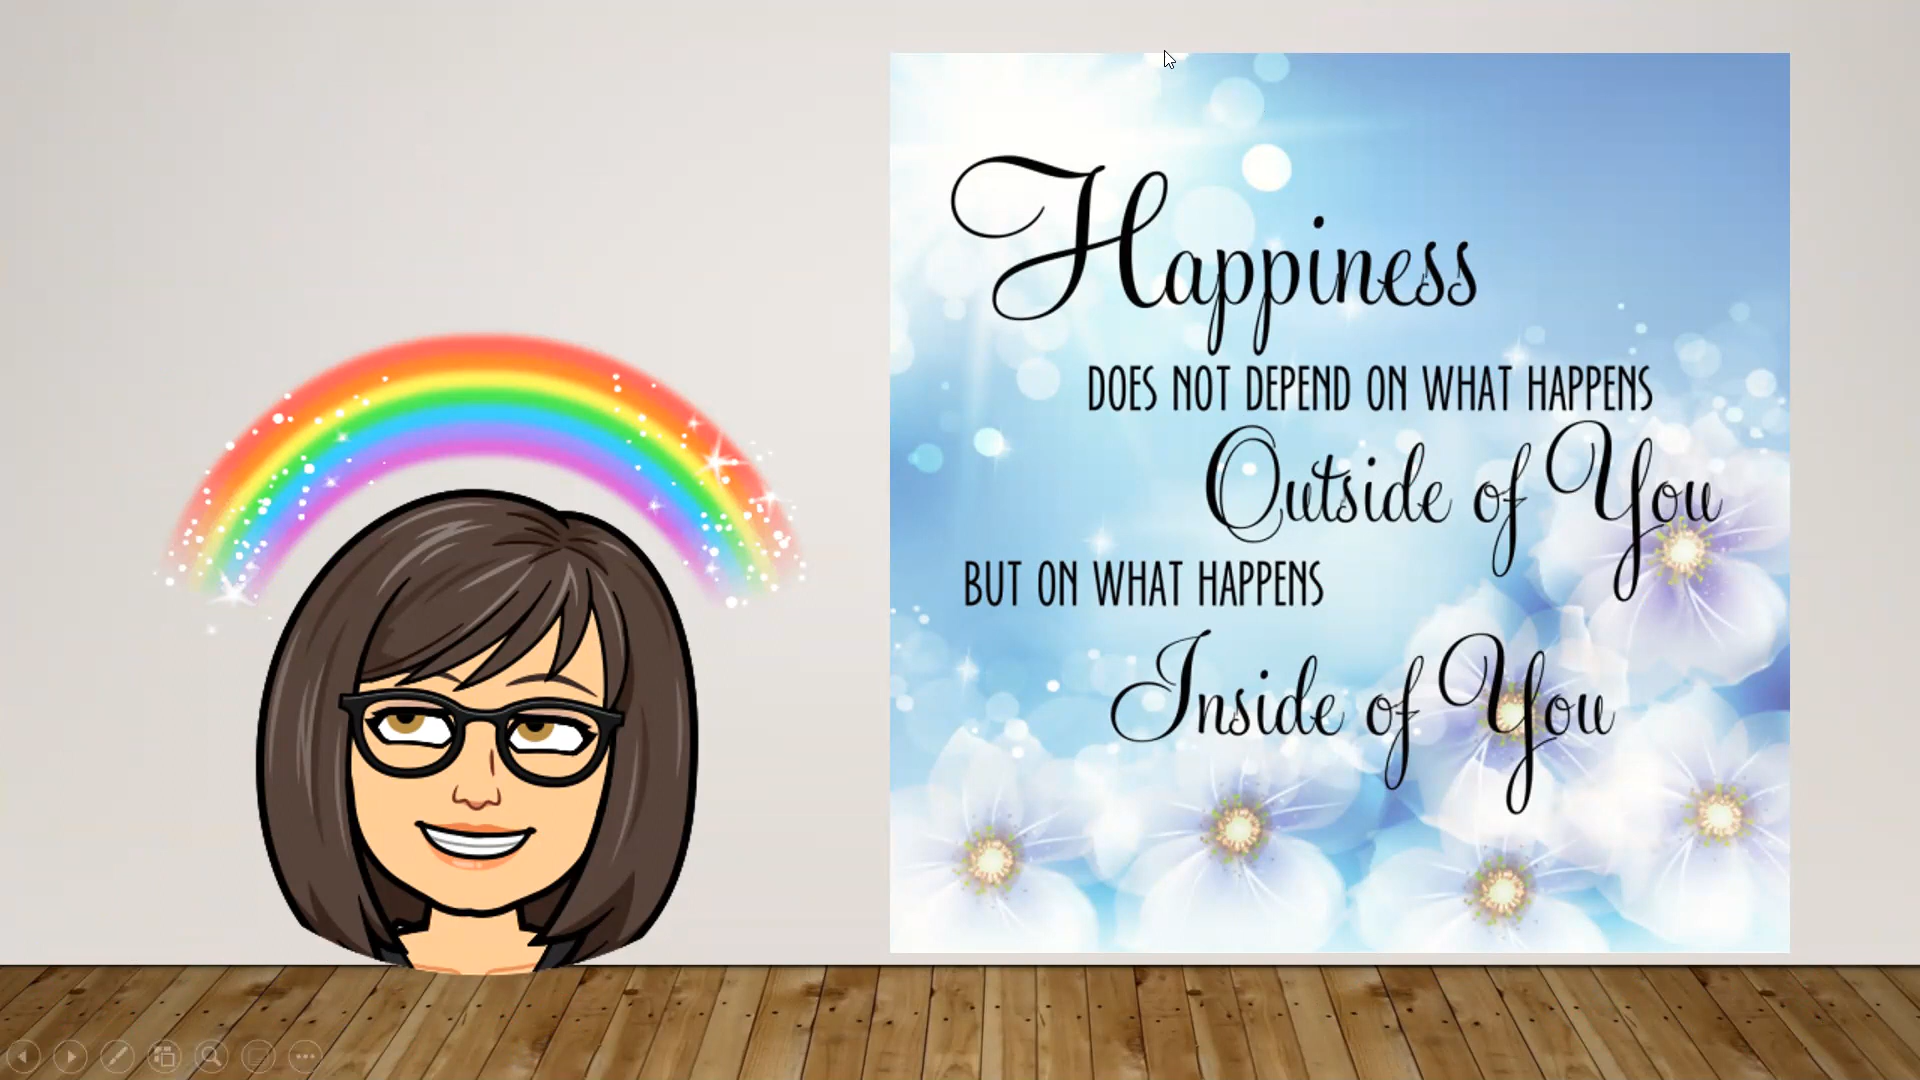 Happiness
DOES NOT DEPEND ON WHAT HAPPENS
Outside of You
BUT ON WHAT HAPPENS
Inside of You